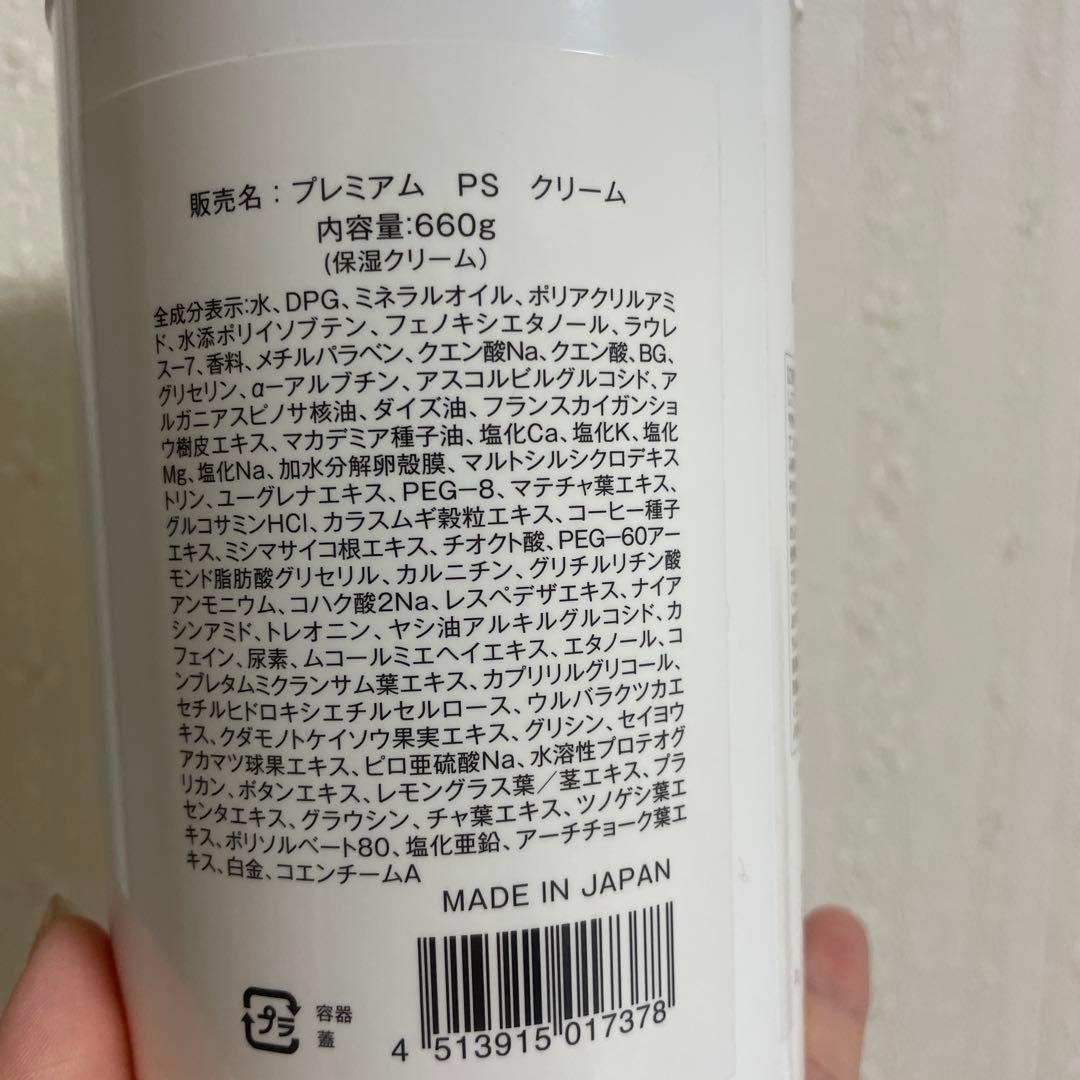 販売名：プレミアム PS クリーム
内容量:660g
(保湿クリーム)
全成分表示:水、DPG、ミネラルオイル、ポリアクリルアミ
ド、水添ポリイソブテン、フェノキシエタノール、ラウレ
ス-7、香料、メチルパラベン、クエン酸Na、クエン酸、BG、
グリセリン、α-アルブチン、アスコルビルグルコシド、ア
ルガニアスピノサ核油、ダイズ油、フランスカイガンショ
ウ樹皮エキス、マカデミア種子油、塩化Ca、塩化K、塩化
Mg、塩化Na、加水分解卵殻膜、マルトシルシクロデキス
トリン、ユーグレナエキス、PEG-8、マテチャ葉エキス、
グルコサミンHCl、カラスムギ穀粒エキス、コーヒー種子
エキス、ミシマサイコ根エキス、チオクト酸、PEG-60アー
モンド脂肪酸グリセリル、カルニチン、グリチルリチン酸
アンモニウム、コハク酸2Na、レスペデザエキス、ナイア
シンアミド、トレオニン、ヤシ油アルキルグルコシド、カ
フェイン、尿素、ムコールミエヘイエキス、エタノール、コ
ンブレタムミクランサム葉エキス、カプリリルグリコール、
セチルヒドロキシエチルセルロース、ウルバラクツカエ
キス、クダモノトケイソウ果実エキス、グリシン、セイヨウ
アカマツ球果エキス、ピロ亜硫酸Na、水溶性プロテオグ
リカン、ボタンエキス、レモングラス葉／茎エキス、プラ
センタエキス、グラウシン、チャ葉エキス、ツノゲシ葉エ
キス、ポリソルベート80、塩化亜鉛、アーチチョーク葉エ
キス、白金、コエンチームA
MADE IN JAPAN
プラ
容器
蓋
4 513915 017378